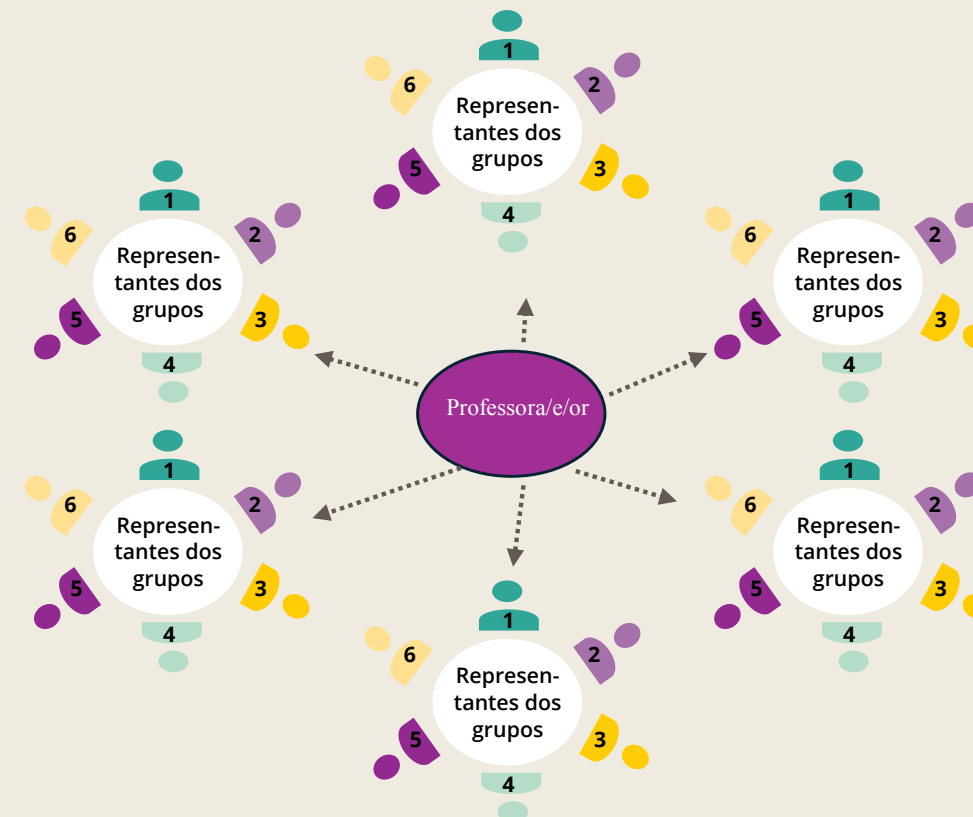 1
6
2
Represen-
tantes dos
grupos
5
3
4
1
6
2
Represen-
tantes dos
grupos
5
3
4
1
6
2
Represen-
tantes dos
grupos
5
3
4
Professora/e/or
1
6
2
Represen-
tantes dos
grupos
5
3
4
1
6
2
Represen-
tantes dos
grupos
5
3
4
1
6
2
Represen-
tantes dos
grupos
5
3
4